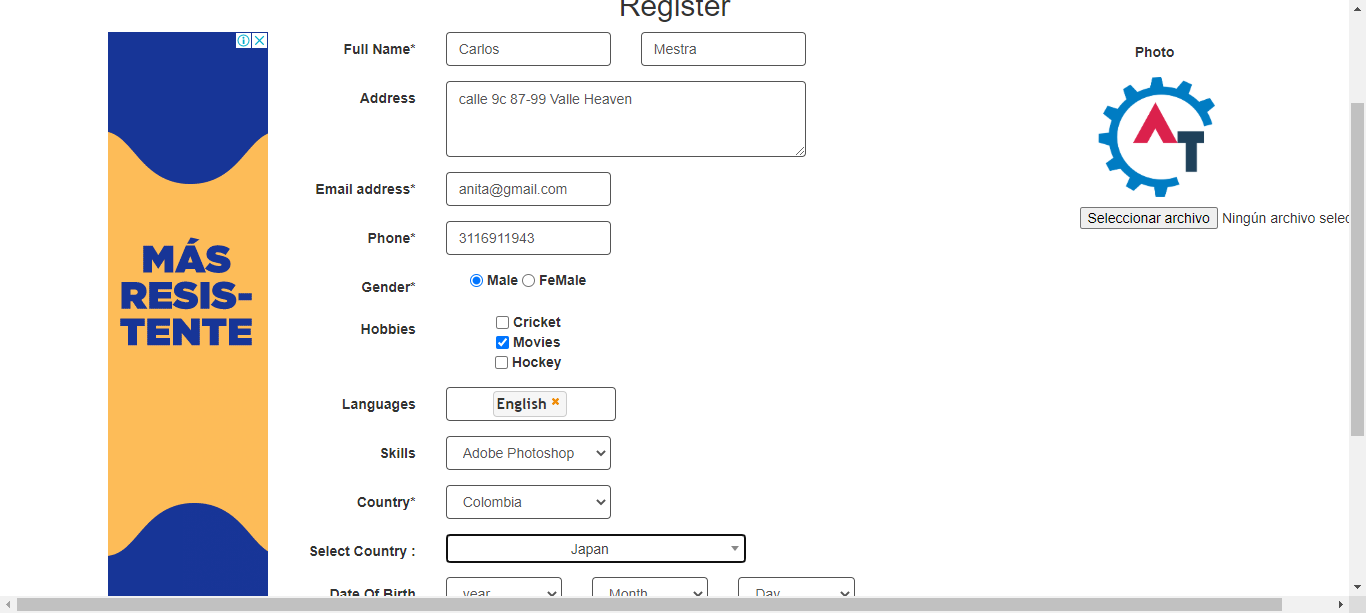 Register
MÁS
RESIS-
TENTE
Full Name*
Carlos
Mestra
Address
calle 9c 87-99 Valle Heaven
Email address*
anita@gmail.com
Phone*
3116911943
Gender*
Male FeMale
Hobbies
Cricket
Movies
Hockey
Languages
English
Skills
Adobe Photoshop
Country*
Colombia
Select Country :
Japan
Date Of Birth
year
Month
Day
Photo
AT
Seleccionar archivo Ningún archivo selec